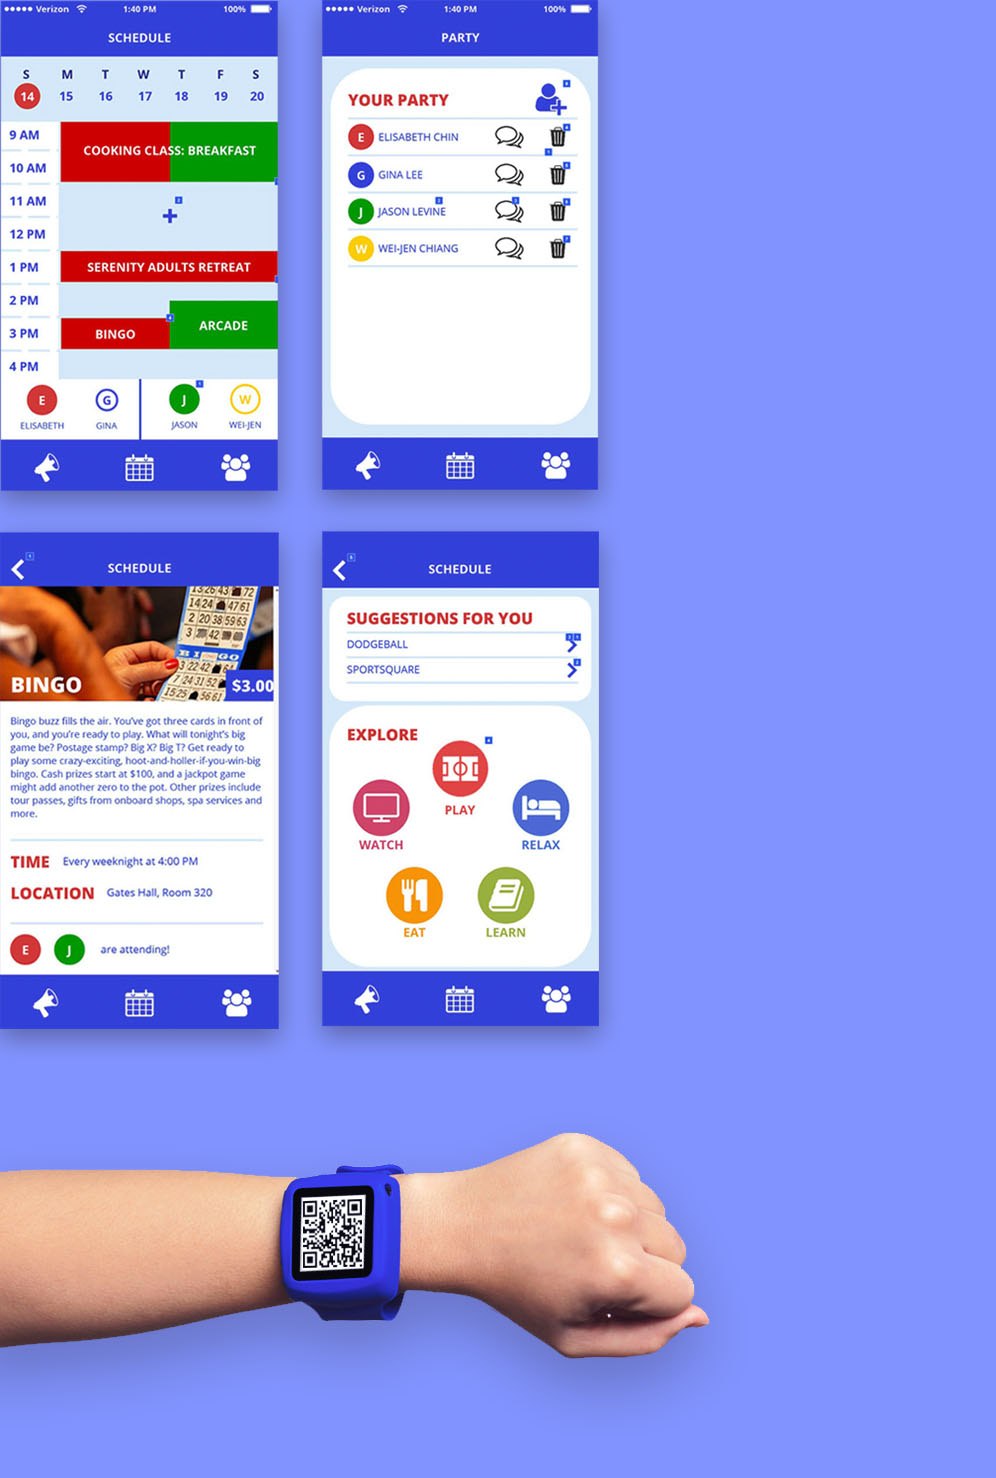 Verizon 1:40 PM 100%
SCHEDULE
S M T W T F S
14 15 16 17 18 19 20
9 AM
COOKING CLASS: BREAKFAST
10 AM
11 AM
12 PM
1 PM SERENITY ADULTS RETREAT
2 PM
ARCADE
3 PM BINGO
4 PM
E G J W
ELISABETH GINA JASON WEI-JEN
Verizon 1:40 PM 100%
PARTY
YOUR PARTY
E ELISABETH CHIN
G GINA LEE
J JASON LEVINE
W WEI-JEN CHIANG
SCHEDULE
BINGO
$3.00
Bingo buzz fills the air. You've got three cards in front of
you, and you're ready to play. What will tonight's big
game be? Postage stamp? Big X? Big T? Get ready to
play some crazy-exciting, hoot-and-holler-if-you-win-big
bingo. Cash prizes start at $100, and a jackpot game
might add another zero to the pot. Other prizes include
tour passes, gifts from onboard shops, spa services and
more.
TIME Every weeknight at 4:00 PM
LOCATION Gates Hall, Room 320
E J are attending!
SCHEDULE
SUGGESTIONS FOR YOU
DODGEBALL
SPORTSQUARE
EXPLORE
PLAY
WATCH
RELAX
EAT
LEARN